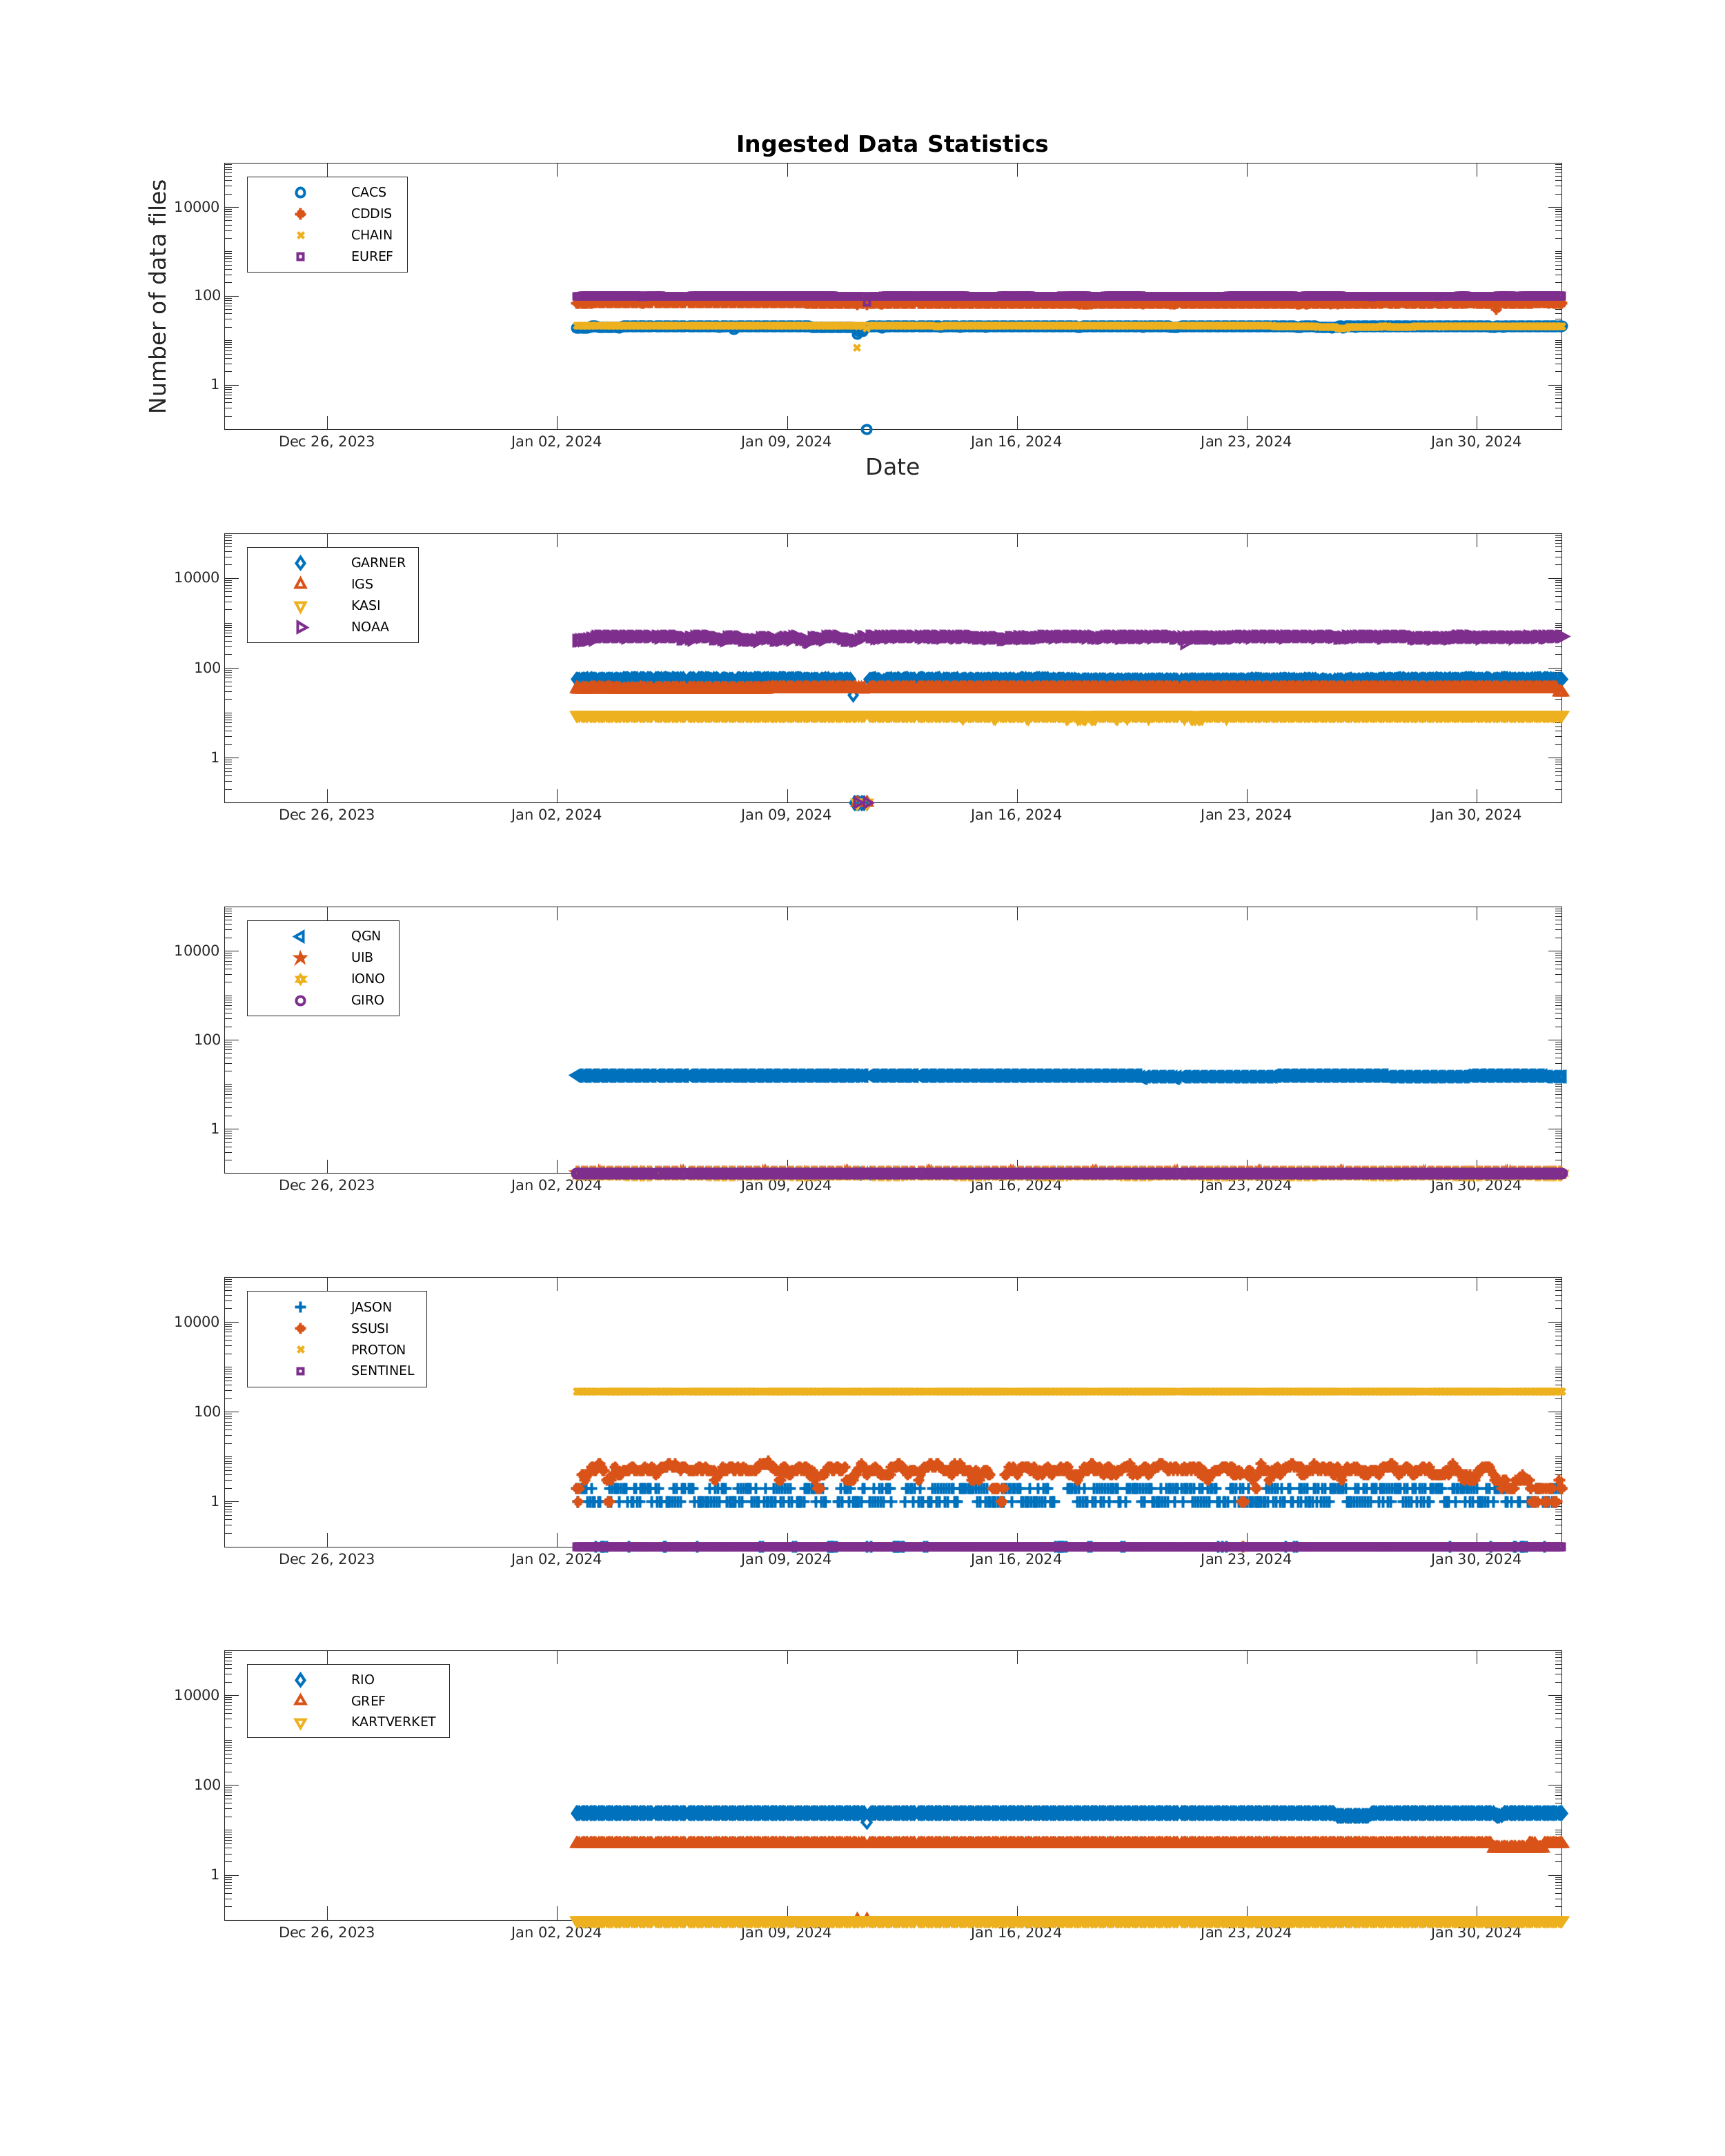 Ingested Data Statistics
Number of data files
10000
100
1
CACS
CDDIS
CHAIN
EUREF
Dec 26, 2023
Jan 02, 2024
Jan 09, 2024
Jan 16, 2024
Jan 23, 2024
Jan 30, 2024
Date
10000
100
1
GARNER
IGS
KASI
NOAA
Dec 26, 2023
Jan 02, 2024
Jan 09, 2024
Jan 16, 2024
Jan 23, 2024
Jan 30, 2024
10000
100
1
QGN
UIB
IONO
GIRO
Dec 26, 2023
Jan 02, 2024
Jan 09, 2024
Jan 16, 2024
Jan 23, 2024
Jan 30, 2024
10000
100
1
JASON
SSUSI
PROTON
SENTINEL
Dec 26, 2023
Jan 02, 2024
Jan 09, 2024
Jan 16, 2024
Jan 23, 2024
Jan 30, 2024
10000
100
1
RIO
GREF
KARTVERKET
Dec 26, 2023
Jan 02, 2024
Jan 09, 2024
Jan 16, 2024
Jan 23, 2024
Jan 30, 2024